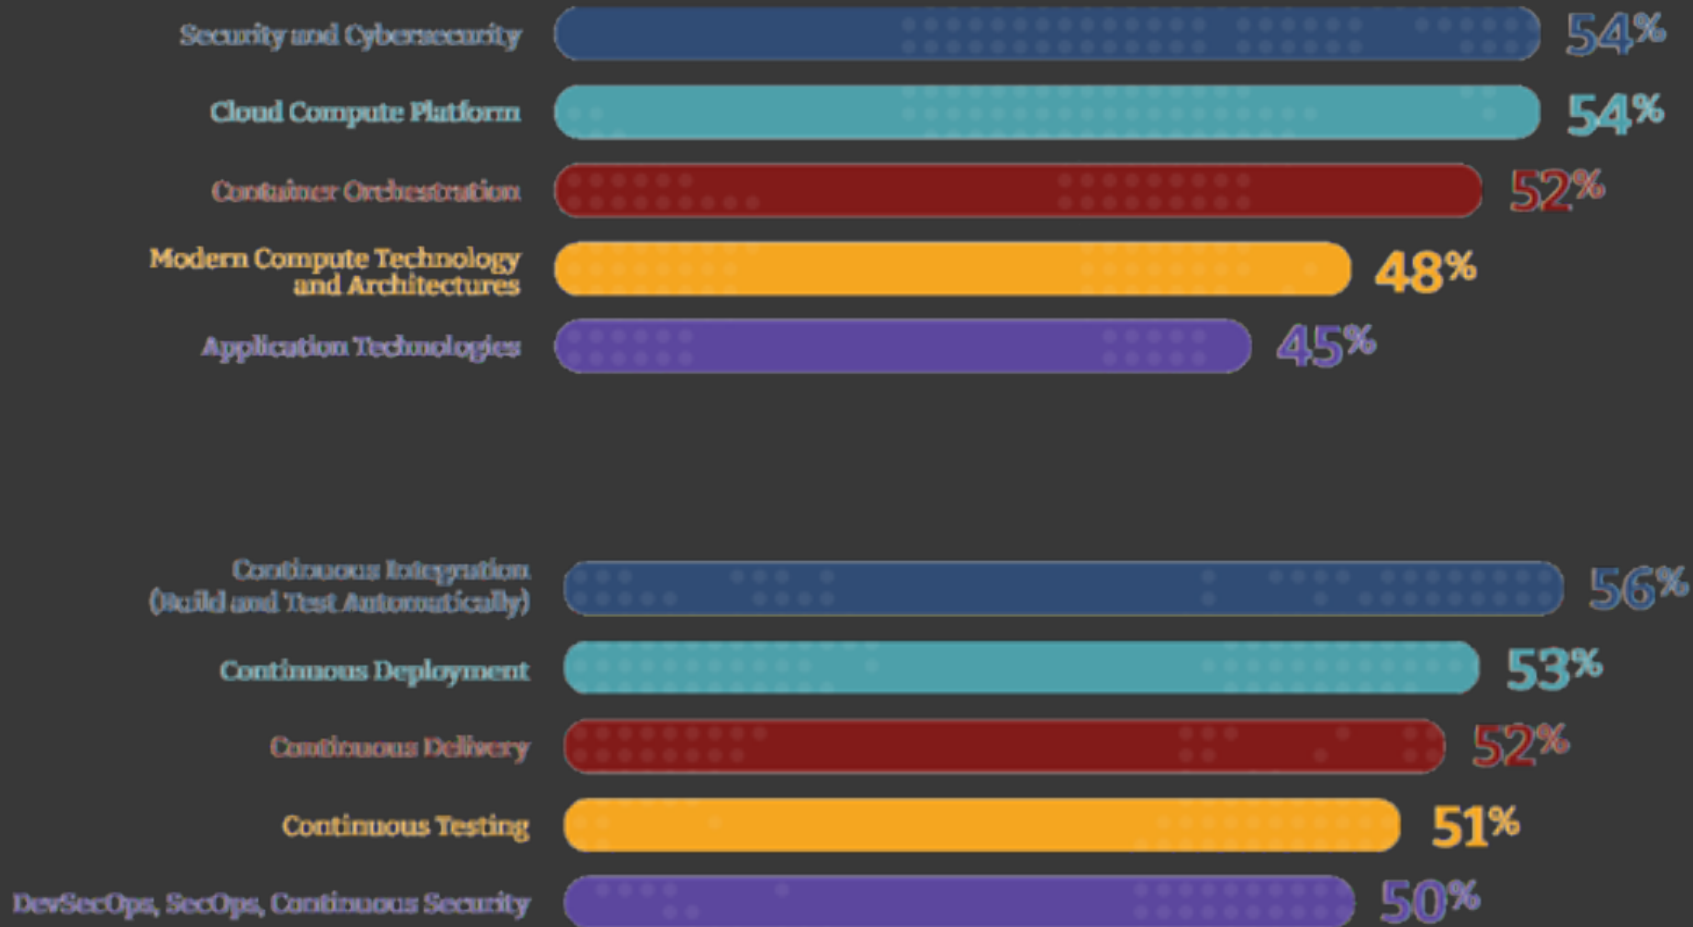 Security and Cybersecurity 54%
Cloud Compute Platform 54%
Container Orchestration 52%
Modern Compute Technology
and Architectures 48%
Application Technologies 45%
Continuous Integration
(Build and Test Automatically) 56%
Continuous Deployment 53%
Continuous Delivery 52%
Continuous Testing 51%
DevSecOps, SecOps, Continuous Security 50%